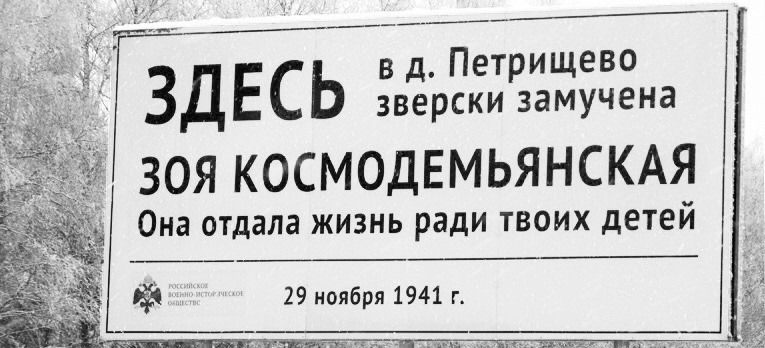 ЗДЕСЬ
в д. Петрищево
зверски замучена
ЗОЯ КОСМОДЕМЬЯНСКАЯ
Она отдала жизнь ради твоих детей
РОССИЙСКОЕ
ВОЕННО-ИСТОРИЧЕСКОЕ
ОБЩЕСТВО
29 ноября 1941 г.